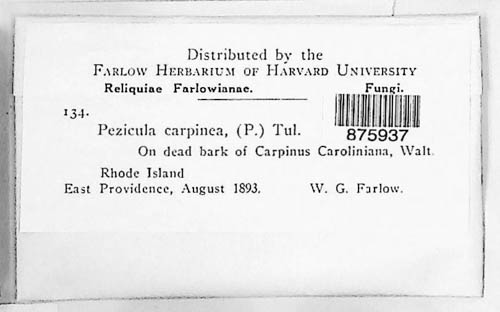 Distributed by the
FARLOW HERBARIUM OF HARVARD UNIVERSITY
Reliquiae Farlowianae. Fungi.
134.
875937
Pezicula carpinea, (P.) Tul.
On dead bark of Carpinus Caroliniana, Walt.
Rhode Island
East Providence, August 1893. W. G. Farlow.